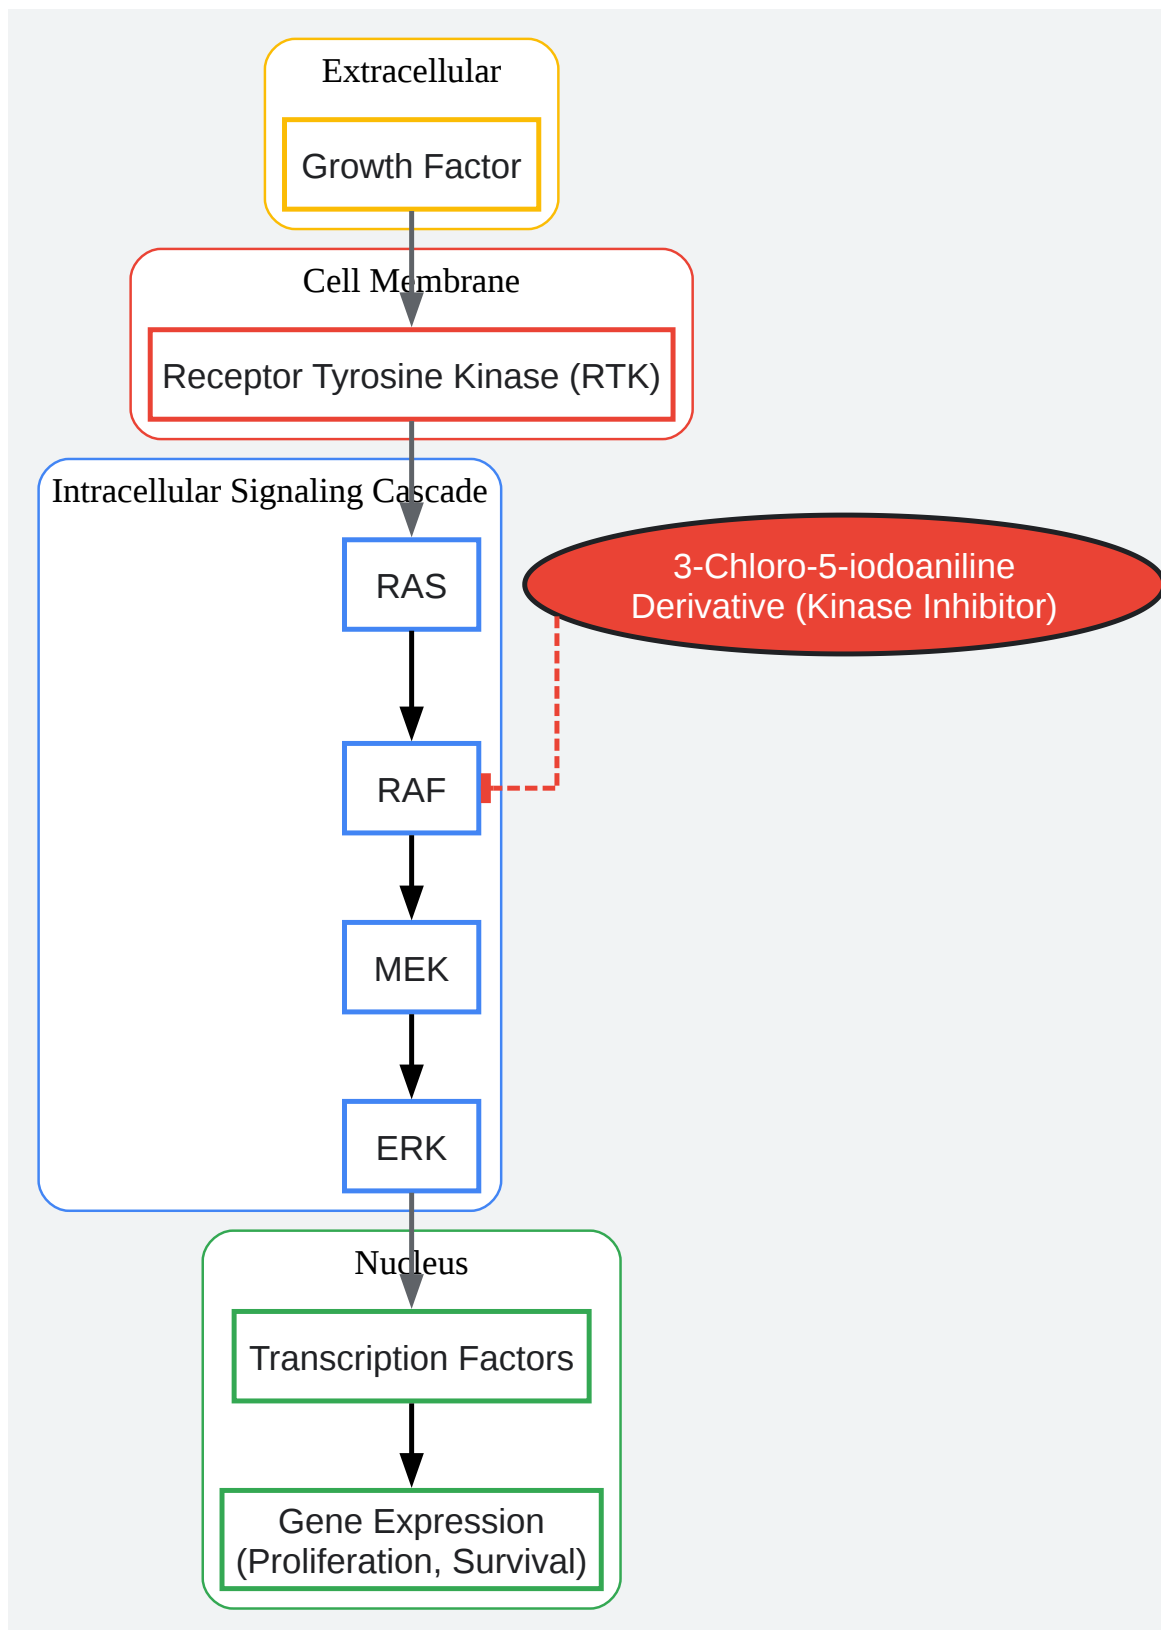 Extracellular
Growth Factor
Cell Membrane
Receptor Tyrosine Kinase (RTK)
Intracellular Signaling Cascade
RAS
3-Chloro-5-iodoaniline
Derivative (Kinase Inhibitor)
RAF
MEK
ERK
Nucleus
Transcription Factors
Gene Expression
(Proliferation, Survival)